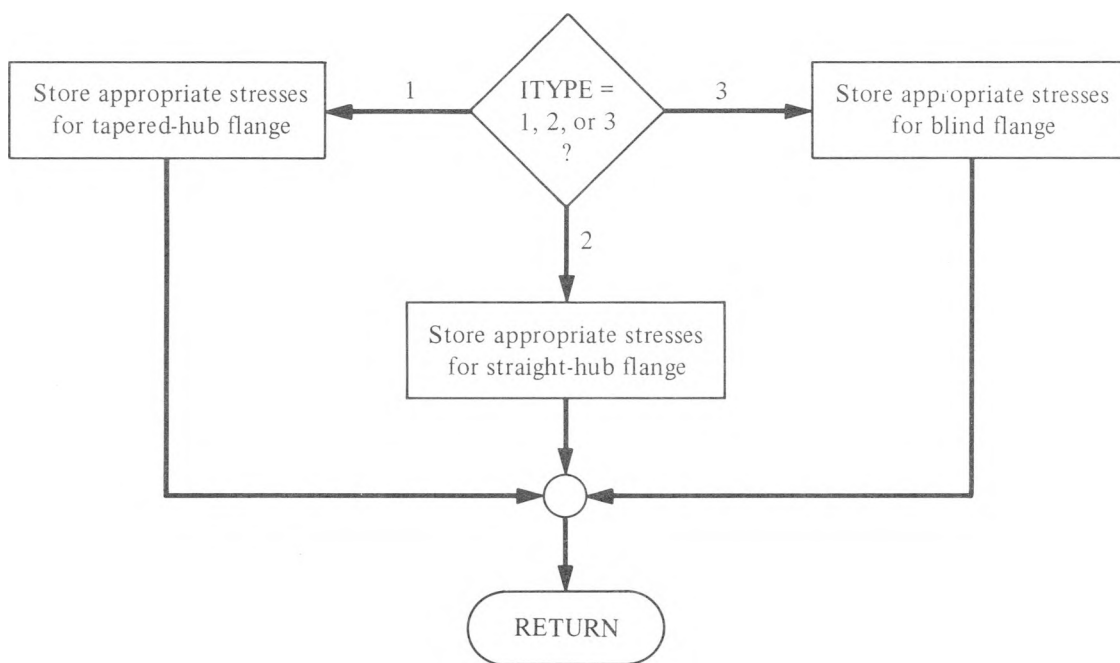 Store appropriate stresses
for tapered-hub flange
1
ITYPE =
1, 2, or 3
?
3
Store appropriate stresses
for blind flange
2
Store appropriate stresses
for straight-hub flange
RETURN